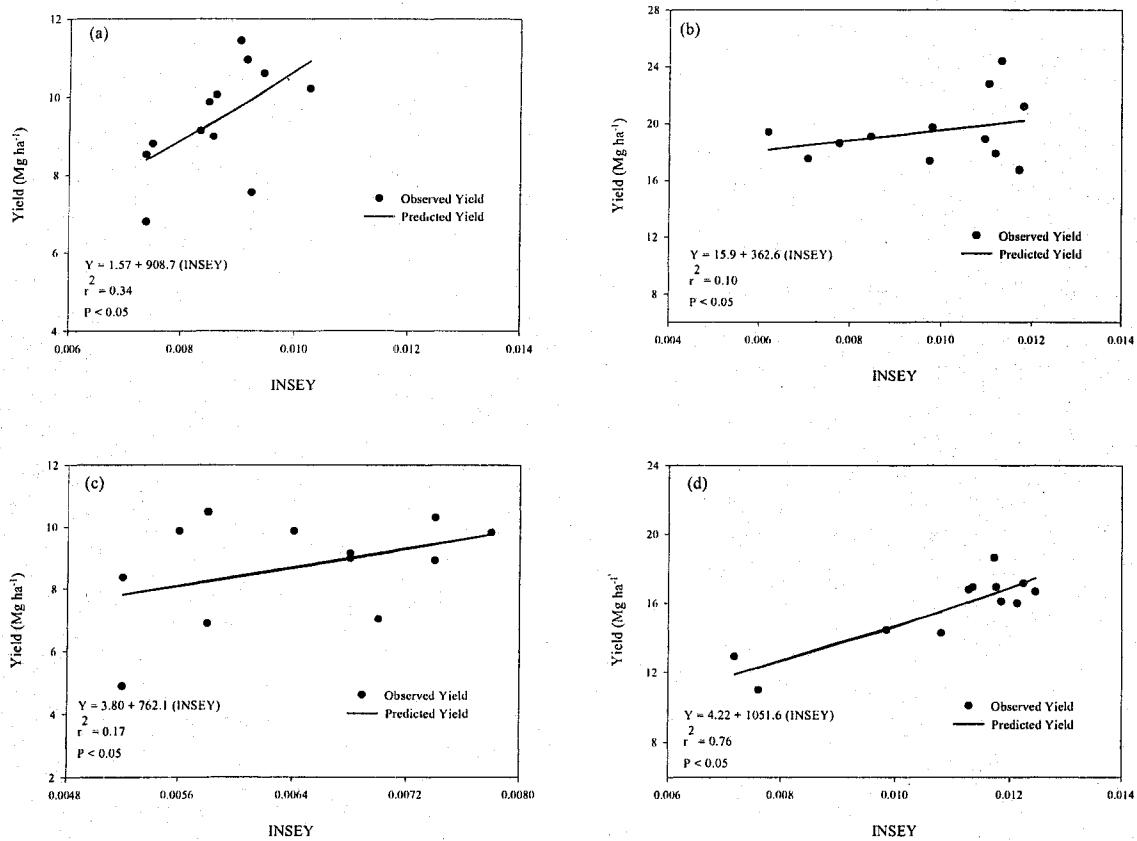 (a)
12
10
8
6
4
Yield (Mg ha⁻¹)
Observed Yield
Predicted Yield
Y = 1.57 + 908.7 (INSEY)
r² = 0.34
P < 0.05
0.006 0.008 0.010 0.012 0.014
INSEY
(b)
28
24
20
16
12
8
Yield (Mg ha⁻¹)
Observed Yield
Predicted Yield
Y = 15.9 + 362.6 (INSEY)
r² = 0.10
P < 0.05
0.004 0.006 0.008 0.010 0.012 0.014
INSEY
(c)
12
10
8
6
4
2
Yield (Mg ha⁻¹)
Observed Yield
Predicted Yield
Y = 3.80 + 762.1 (INSEY)
r² = 0.17
P < 0.05
0.0048 0.0056 0.0064 0.0072 0.0080
INSEY
(d)
24
20
16
12
8
Yield (Mg ha⁻¹)
Observed Yield
Predicted Yield
Y = 4.22 + 1051.6 (INSEY)
r² = 0.76
P < 0.05
0.006 0.008 0.010 0.012 0.014
INSEY